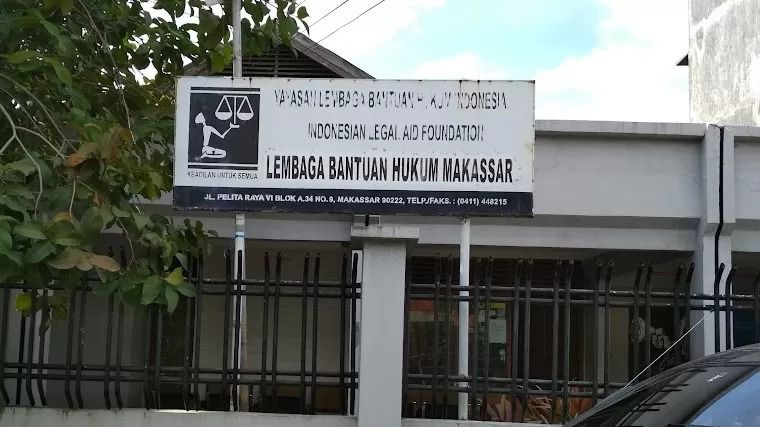 YAYASAN LEMBAGA BANTUAN HUKUM INDONESIA
INDONESIAN LEGAL AID FOUNDATION
LEMBAGA BANTUAN HUKUM MAKASSAR
KEADILAN UNTUK SEMUA
JL. PELITA RAYA VI BLOK A.34 NO.9, MAKASSAR 90222, TELP./FAKS. : (0411) 448215